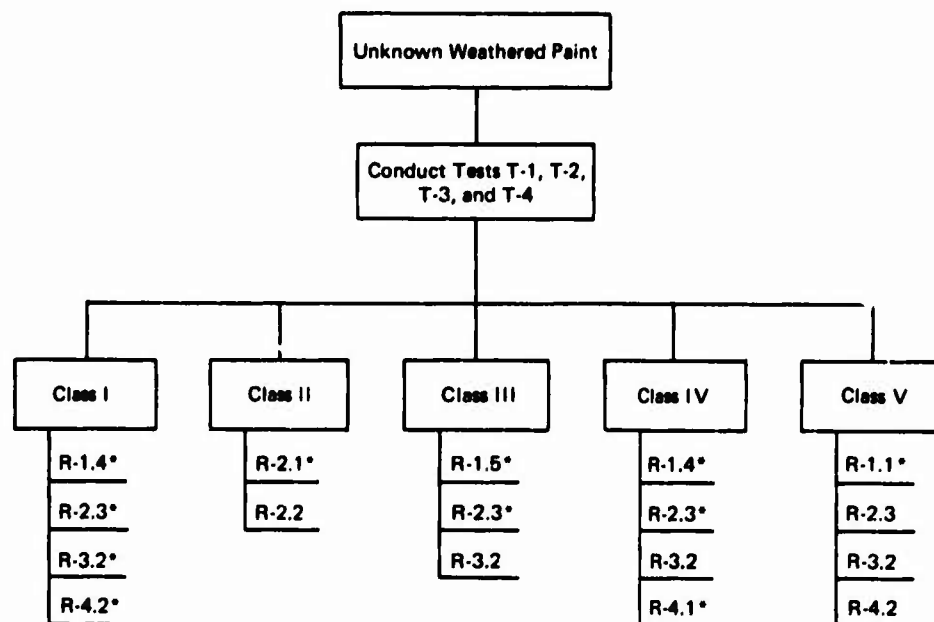 Unknown Weathered Paint
Conduct Tests T-1, T-2,
T-3, and T-4
Class I
Class II
Class III
Class IV
Class V
R-1.4*
R-2.3*
R-3.2*
R-4.2*
R-2.1*
R-2.2
R-1.5*
R-2.3*
R-3.2
R-1.4*
R-2.3*
R-3.2
R-4.1*
R-1.1*
R-2.3
R-3.2
R-4.2